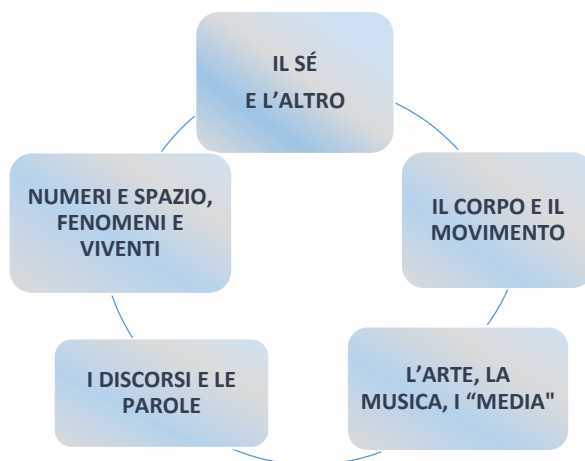 IL SÉ
E L’ALTRO
IL CORPO E IL
MOVIMENTO
L’ARTE, LA
MUSICA, I “MEDIA"
I DISCORSI E LE
PAROLE
NUMERI E SPAZIO,
FENOMENI E
VIVENTI